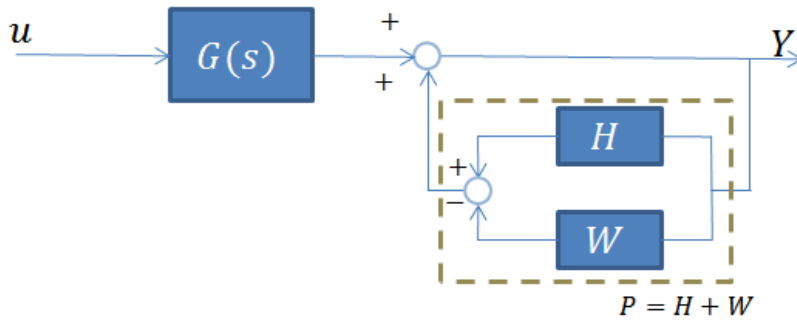 u
G(s)
+
+
Y
H
+
−
W
P = H + W